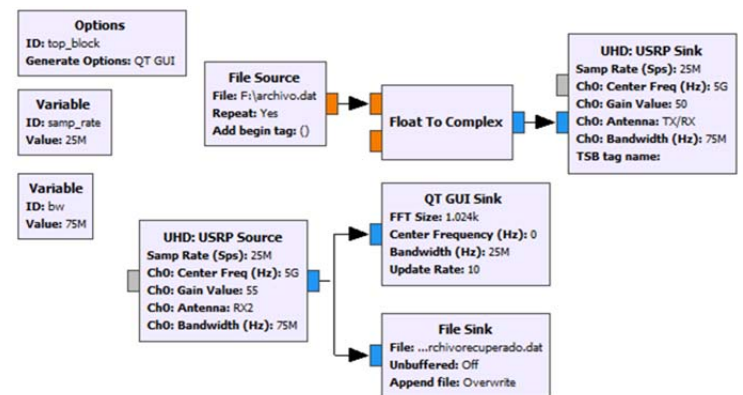 Options
ID: top_block
Generate Options: QT GUI
Variable
ID: samp_rate
Value: 25M
Variable
ID: bw
Value: 75M
File Source
File: F:\archivo.dat
Repeat: Yes
Add begin tag: ()
Float To Complex
UHD: USRP Sink
Samp Rate (Sps): 25M
Ch0: Center Freq (Hz): 5G
Ch0: Gain Value: 50
Ch0: Antenna: TX/RX
Ch0: Bandwidth (Hz): 75M
TSB tag name:
UHD: USRP Source
Samp Rate (Sps): 25M
Ch0: Center Freq (Hz): 5G
Ch0: Gain Value: 55
Ch0: Antenna: RX2
Ch0: Bandwidth (Hz): 75M
QT GUI Sink
FFT Size: 1.024k
Center Frequency (Hz): 0
Bandwidth (Hz): 25M
Update Rate: 10
File Sink
File: ...rchivorecuperado.dat
Unbuffered: Off
Append file: Overwrite